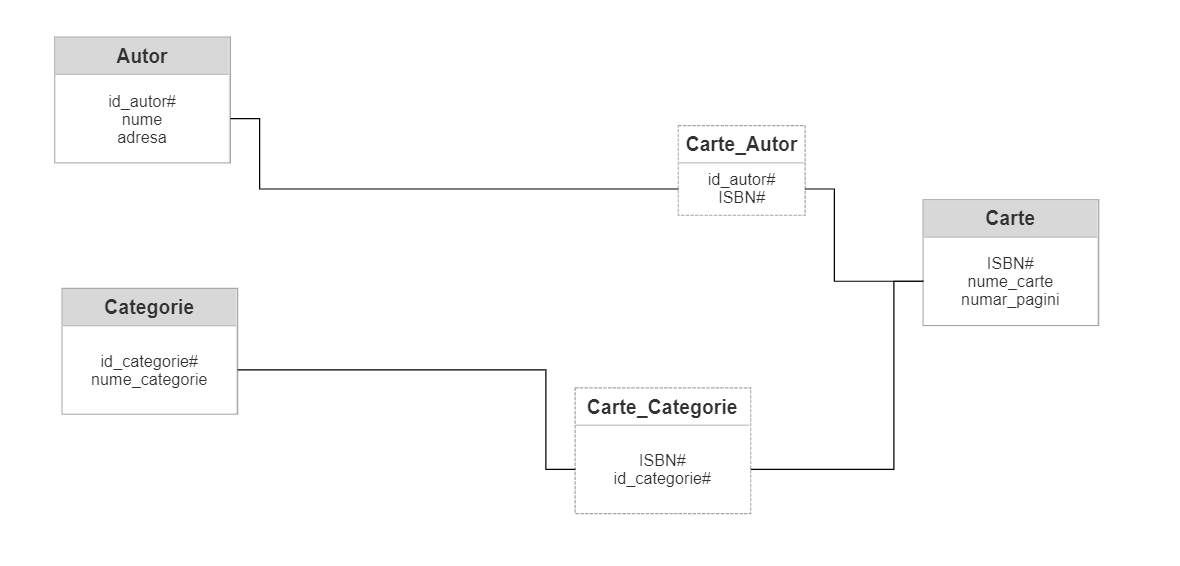 Autor
id_autor#
nume
adresa
Carte_Autor
id_autor#
ISBN#
Carte
ISBN#
nume_carte
numar_pagini
Categorie
id_categorie#
nume_categorie
Carte_Categorie
ISBN#
id_categorie#